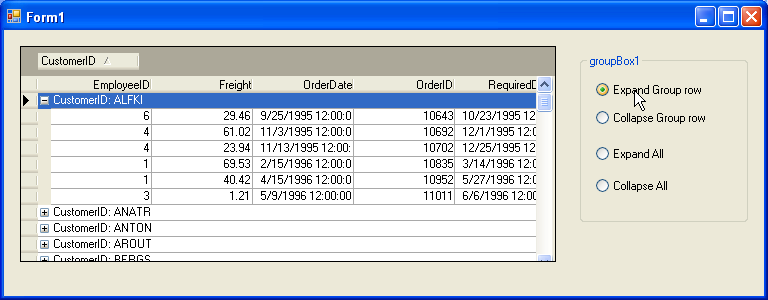 Form1
CustomerID
groupBox1
EmployeeID Freight OrderDate OrderID RequiredD
Expand Group row
CustomerID: ALFKI
6 29.46 9/25/1995 12:00:0 10643 10/23/1995 12
Collapse Group row
4 61.02 11/3/1995 12:00:0 10692 12/1/1995 12:0
4 23.94 11/13/1995 12:00: 10702 12/25/1995 12
Expand All
1 69.53 2/15/1996 12:00:0 10835 3/14/1996 12:0
1 40.42 4/15/1996 12:00:0 10952 5/27/1996 12:0
Collapse All
3 1.21 5/9/1996 12:00:00 11011 6/6/1996 12:00
CustomerID: ANATR
CustomerID: ANTON
CustomerID: AROUT
CustomerID: BERGS